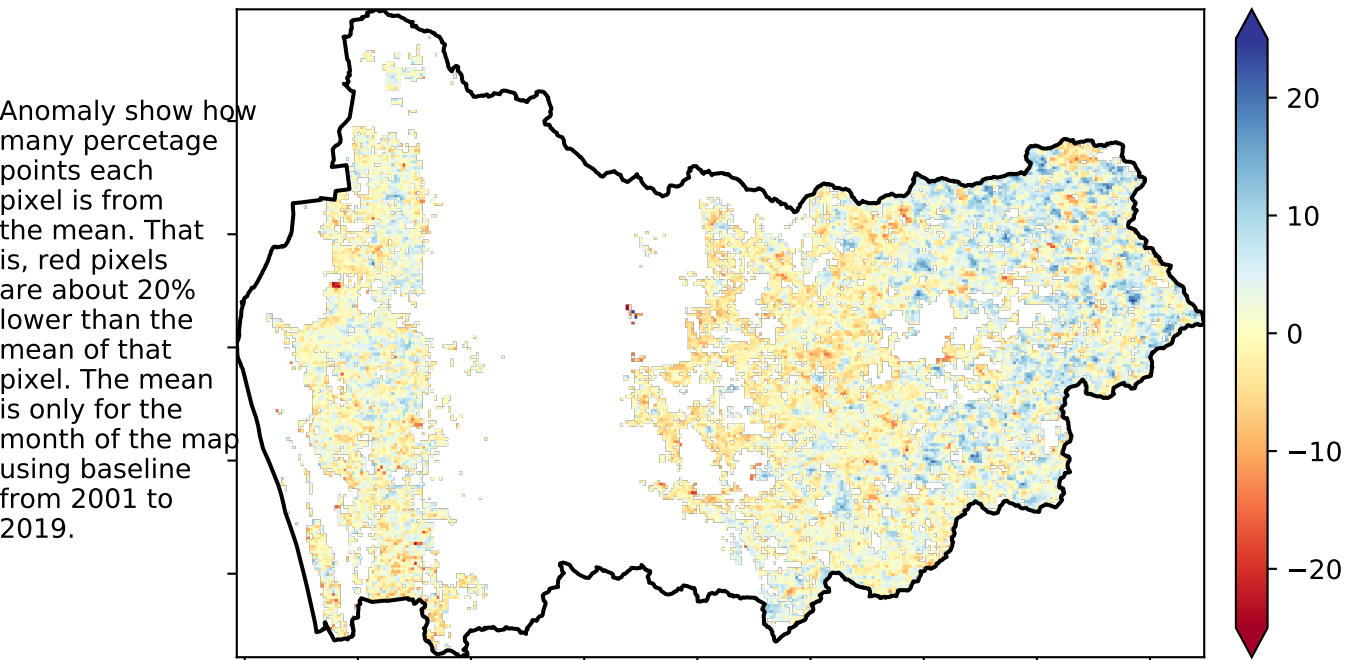 Anomaly show how
many percetage
points each
pixel is from
the mean. That
is, red pixels
are about 20%
lower than the
mean of that
pixel. The mean
is only for the
month of the map
using baseline
from 2001 to
2019.
20
10
0
−10
−20